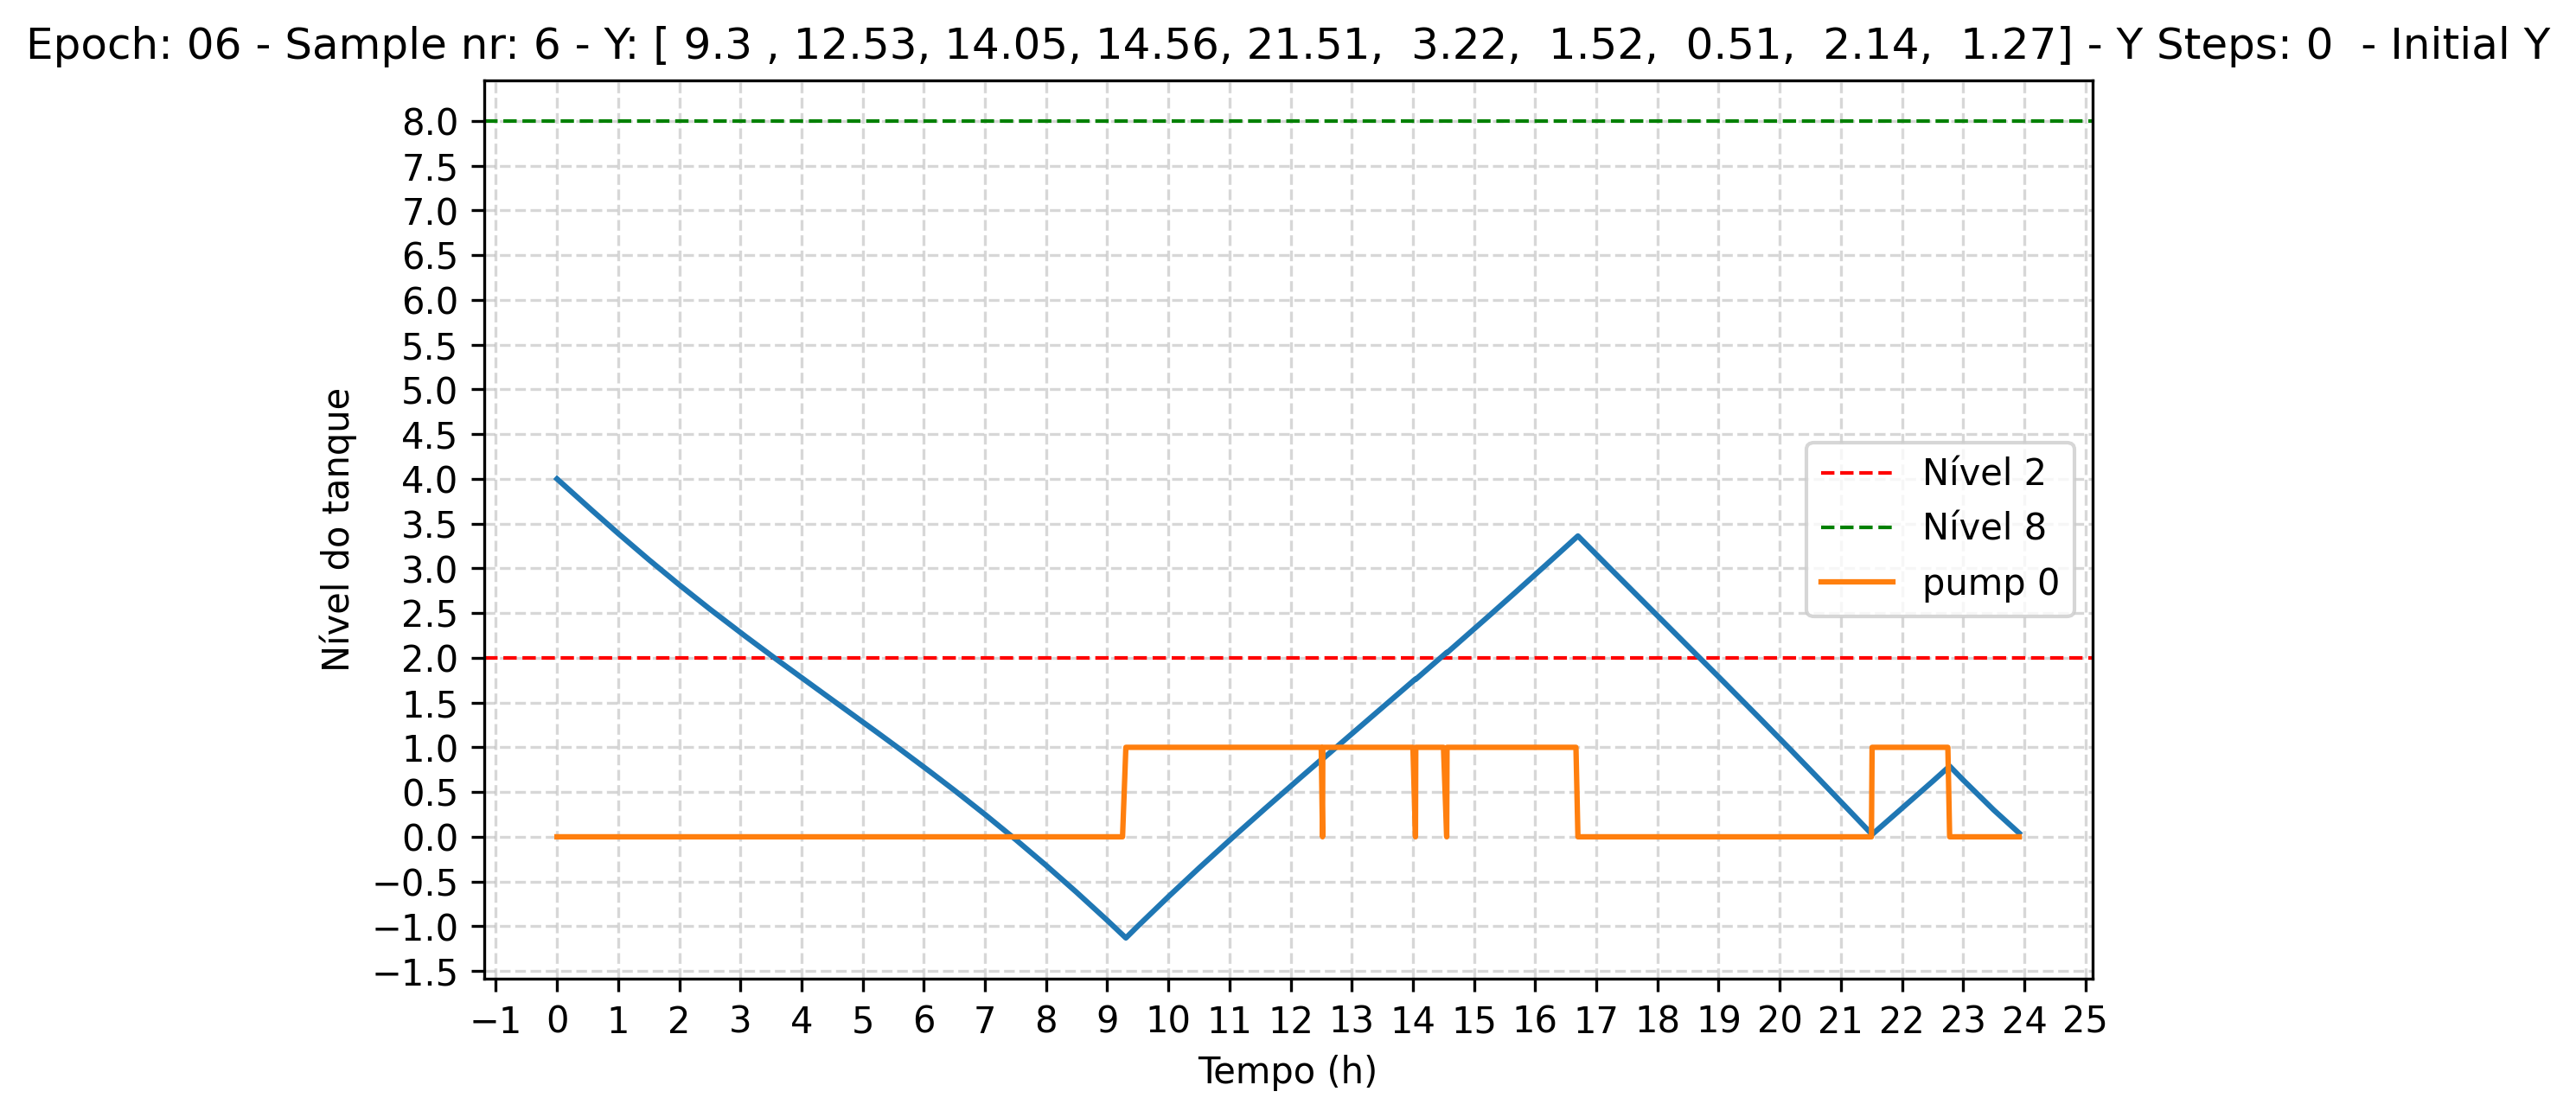 Epoch: 06 - Sample nr: 6 - Y: [ 9.3 , 12.53, 14.05, 14.56, 21.51,  3.22,  1.52,  0.51,  2.14,  1.27] - Y Steps: 0  - Initial Y
8.0
7.5
7.0
6.5
6.0
5.5
5.0
4.5
4.0
3.5
3.0
2.5
2.0
1.5
1.0
0.5
0.0
−0.5
−1.0
−1.5
Nível do tanque
Nível 2
Nível 8
pump 0
−1 0 1 2 3 4 5 6 7 8 9 10 11 12 13 14 15 16 17 18 19 20 21 22 23 24 25
Tempo (h)